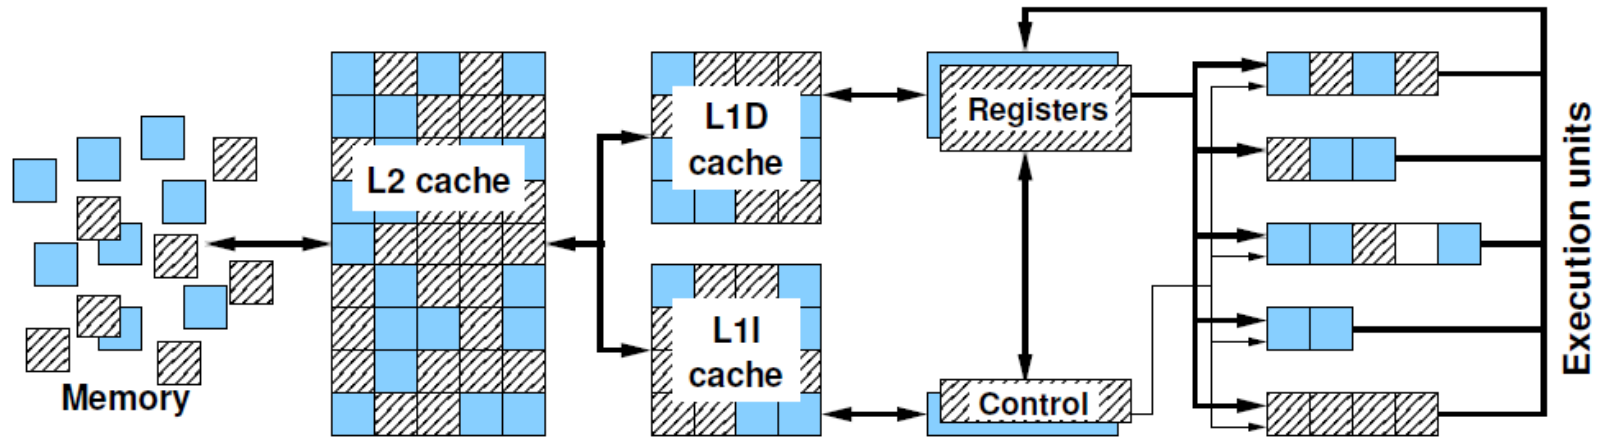 Memory
L2 cache
L1D
cache
L1I
cache
Registers
Control
Execution units